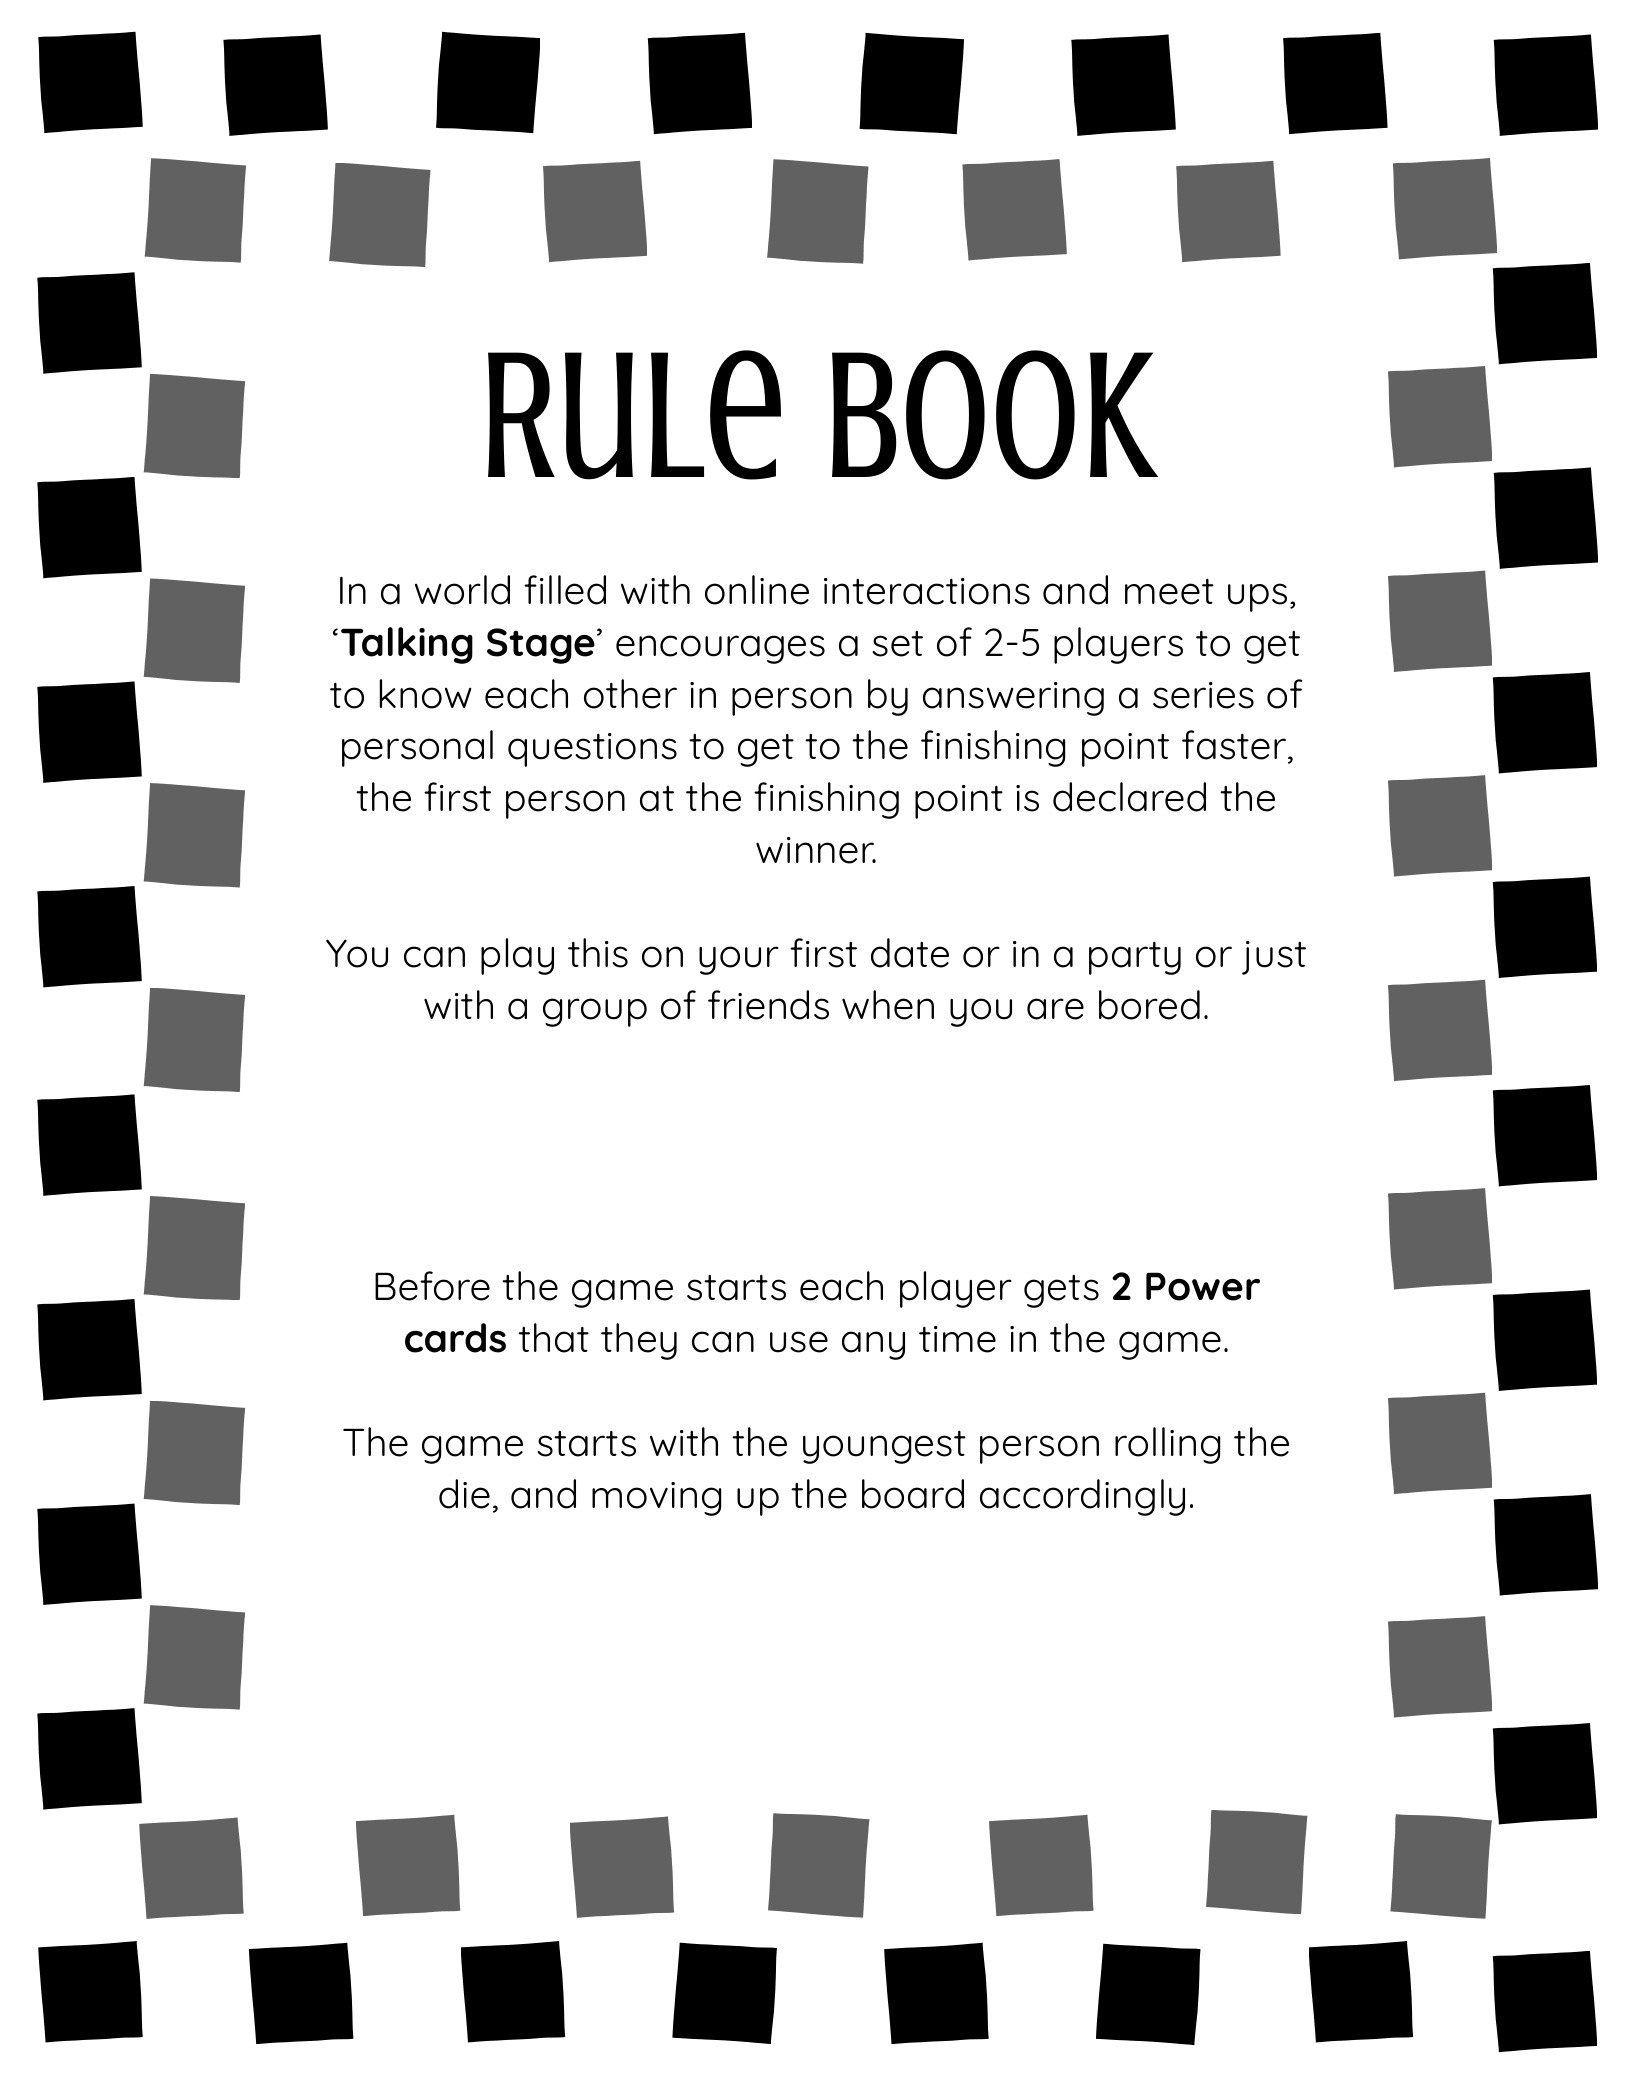 RULE BOOK
In a world filled with online interactions and meet ups,
‘Talking Stage’ encourages a set of 2-5 players to get
to know each other in person by answering a series of
personal questions to get to the finishing point faster,
the first person at the finishing point is declared the
winner.
You can play this on your first date or in a party or just
with a group of friends when you are bored.
Before the game starts each player gets 2 Power
cards that they can use any time in the game.
The game starts with the youngest person rolling the
die, and moving up the board accordingly.